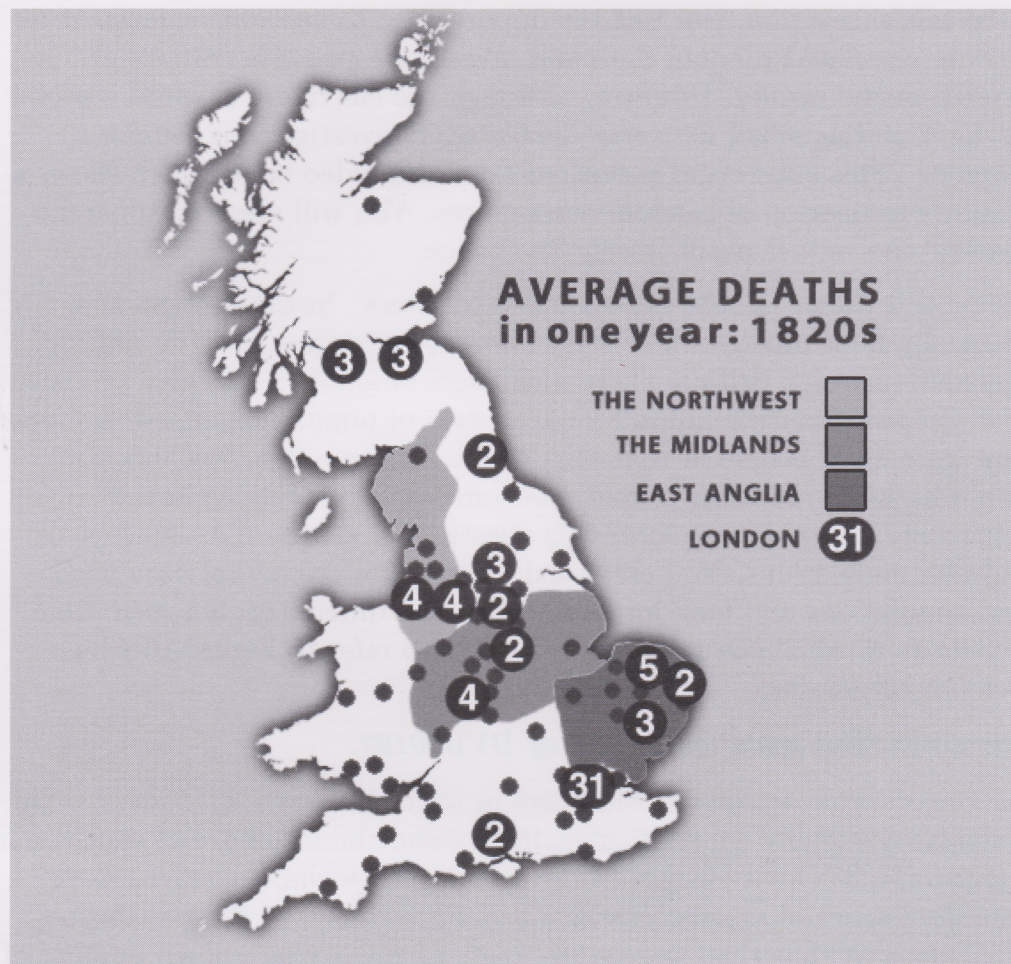 AVERAGE DEATHS
in one year: 1820s
THE NORTHWEST
THE MIDLANDS
EAST ANGLIA
LONDON 31
3 3
2
3
4 4 2
2
5
2
4
3
31
2